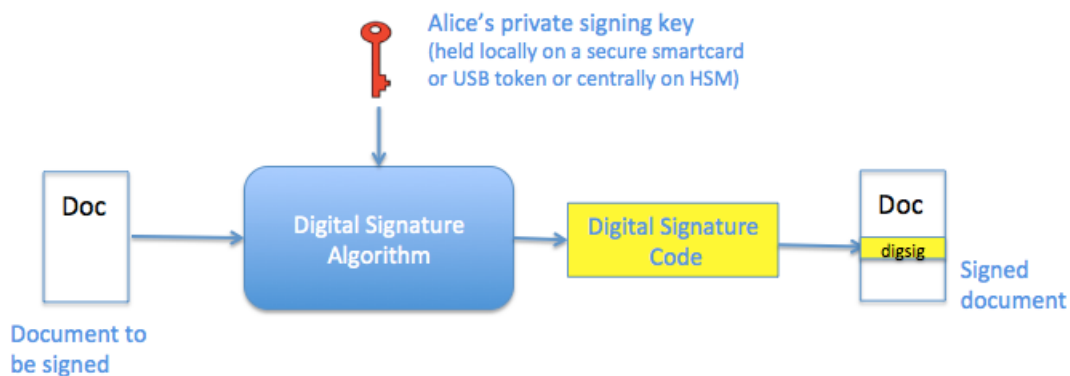 Alice's private signing key
(held locally on a secure smartcard
or USB token or centrally on HSM)
Doc
Document to
be signed
Digital Signature
Algorithm
Digital Signature
Code
Doc
digsig
Signed
document